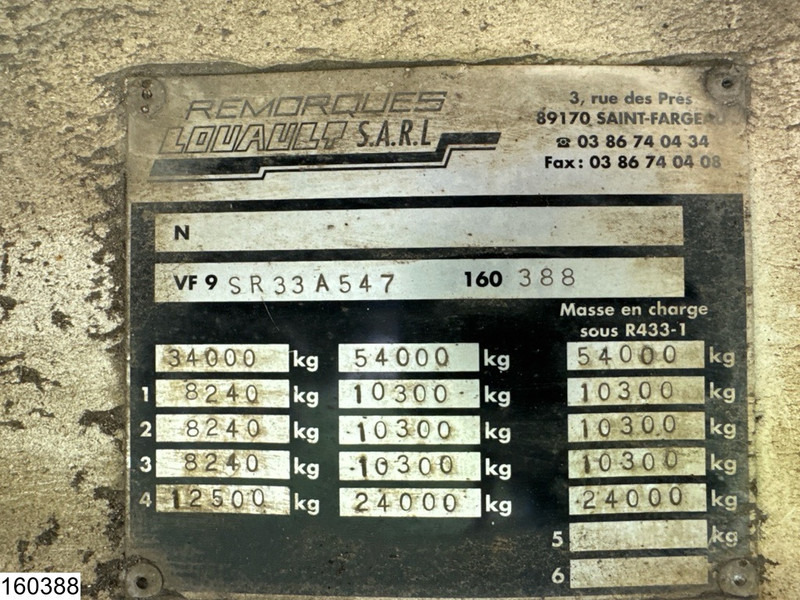 REMORQUES
LOUAULT S.A.R.L
3, rue des Prés
89170 SAINT-FARGEAU
☎ 03 86 74 04 34
Fax : 03 86 74 04 08
N
VF 9 SR33A547 160 388
Masse en charge
sous R433-1
34000 kg 54000 kg 54000 kg
1 8240 kg 10300 kg 10300 kg
2 8240 kg 10300 kg 10300 kg
3 8240 kg 10300 kg 10300 kg
4 12500 kg 24000 kg 24000 kg
5 kg
6
160388